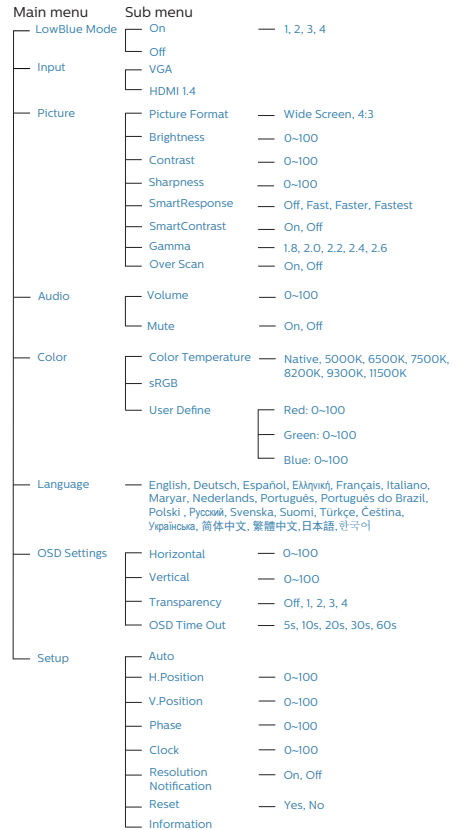 Main menu Sub menu
LowBlue Mode On 1, 2, 3, 4
Off
Input VGA
HDMI 1.4
Picture Picture Format Wide Screen, 4:3
Brightness 0~100
Contrast 0~100
Sharpness 0~100
SmartResponse Off, Fast, Faster, Fastest
SmartContrast On, Off
Gamma 1.8, 2.0, 2.2, 2.4, 2.6
Over Scan On, Off
Audio Volume 0~100
Mute On, Off
Color Color Temperature Native, 5000K, 6500K, 7500K,
8200K, 9300K, 11500K
sRGB
User Define Red: 0~100
Green: 0~100
Blue: 0~100
Language English, Deutsch, Español, Ελληνική, Français, Italiano,
Maryar, Nederlands, Português, Português do Brazil,
Polski , Русский, Svenska, Suomi, Türkçe, Čeština,
Українська, 简体中文, 繁體中文,日本語,한국어
OSD Settings Horizontal 0~100
Vertical 0~100
Transparency Off, 1, 2, 3, 4
OSD Time Out 5s, 10s, 20s, 30s, 60s
Setup Auto
H.Position 0~100
V.Position 0~100
Phase 0~100
Clock 0~100
Resolution On, Off
Notification
Reset Yes, No
Information